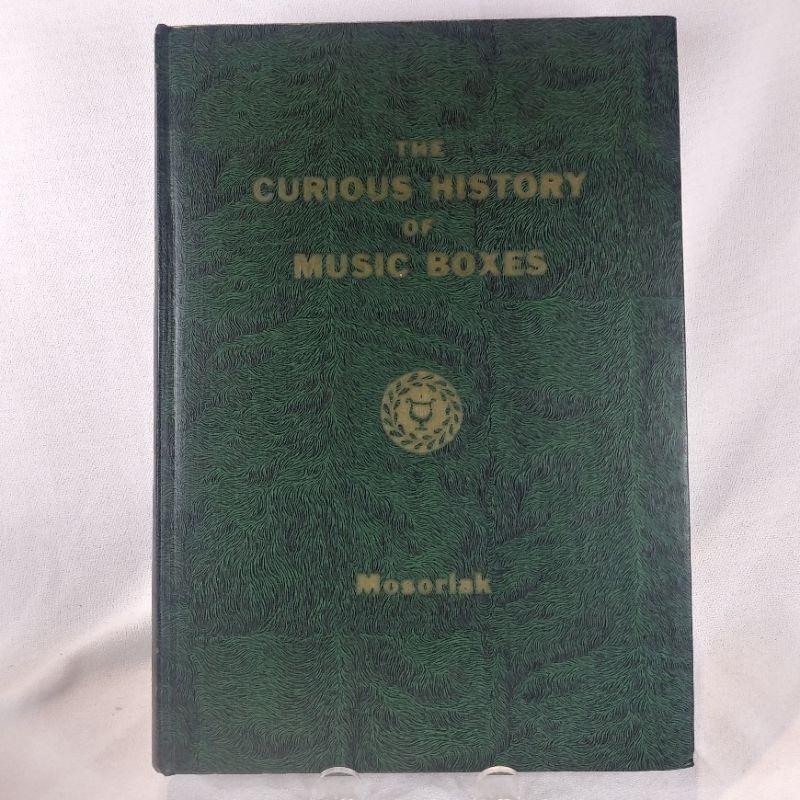 THE
CURIOUS HISTORY
OF
MUSIC BOXES
Mosoriak